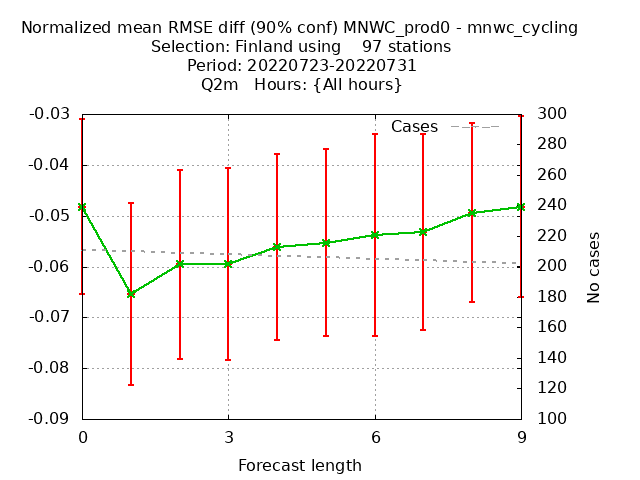 Normalized mean RMSE diff (90% conf) MNWC_prod0 - mnwc_cycling
Selection: Finland using    97 stations
Period: 20220723-20220731
Q2m   Hours: {All hours}
-0.03
-0.04
-0.05
-0.06
-0.07
-0.08
-0.09
Cases
300
280
260
240
220
200
180
160
140
120
100
No cases
0 3 6 9
Forecast length